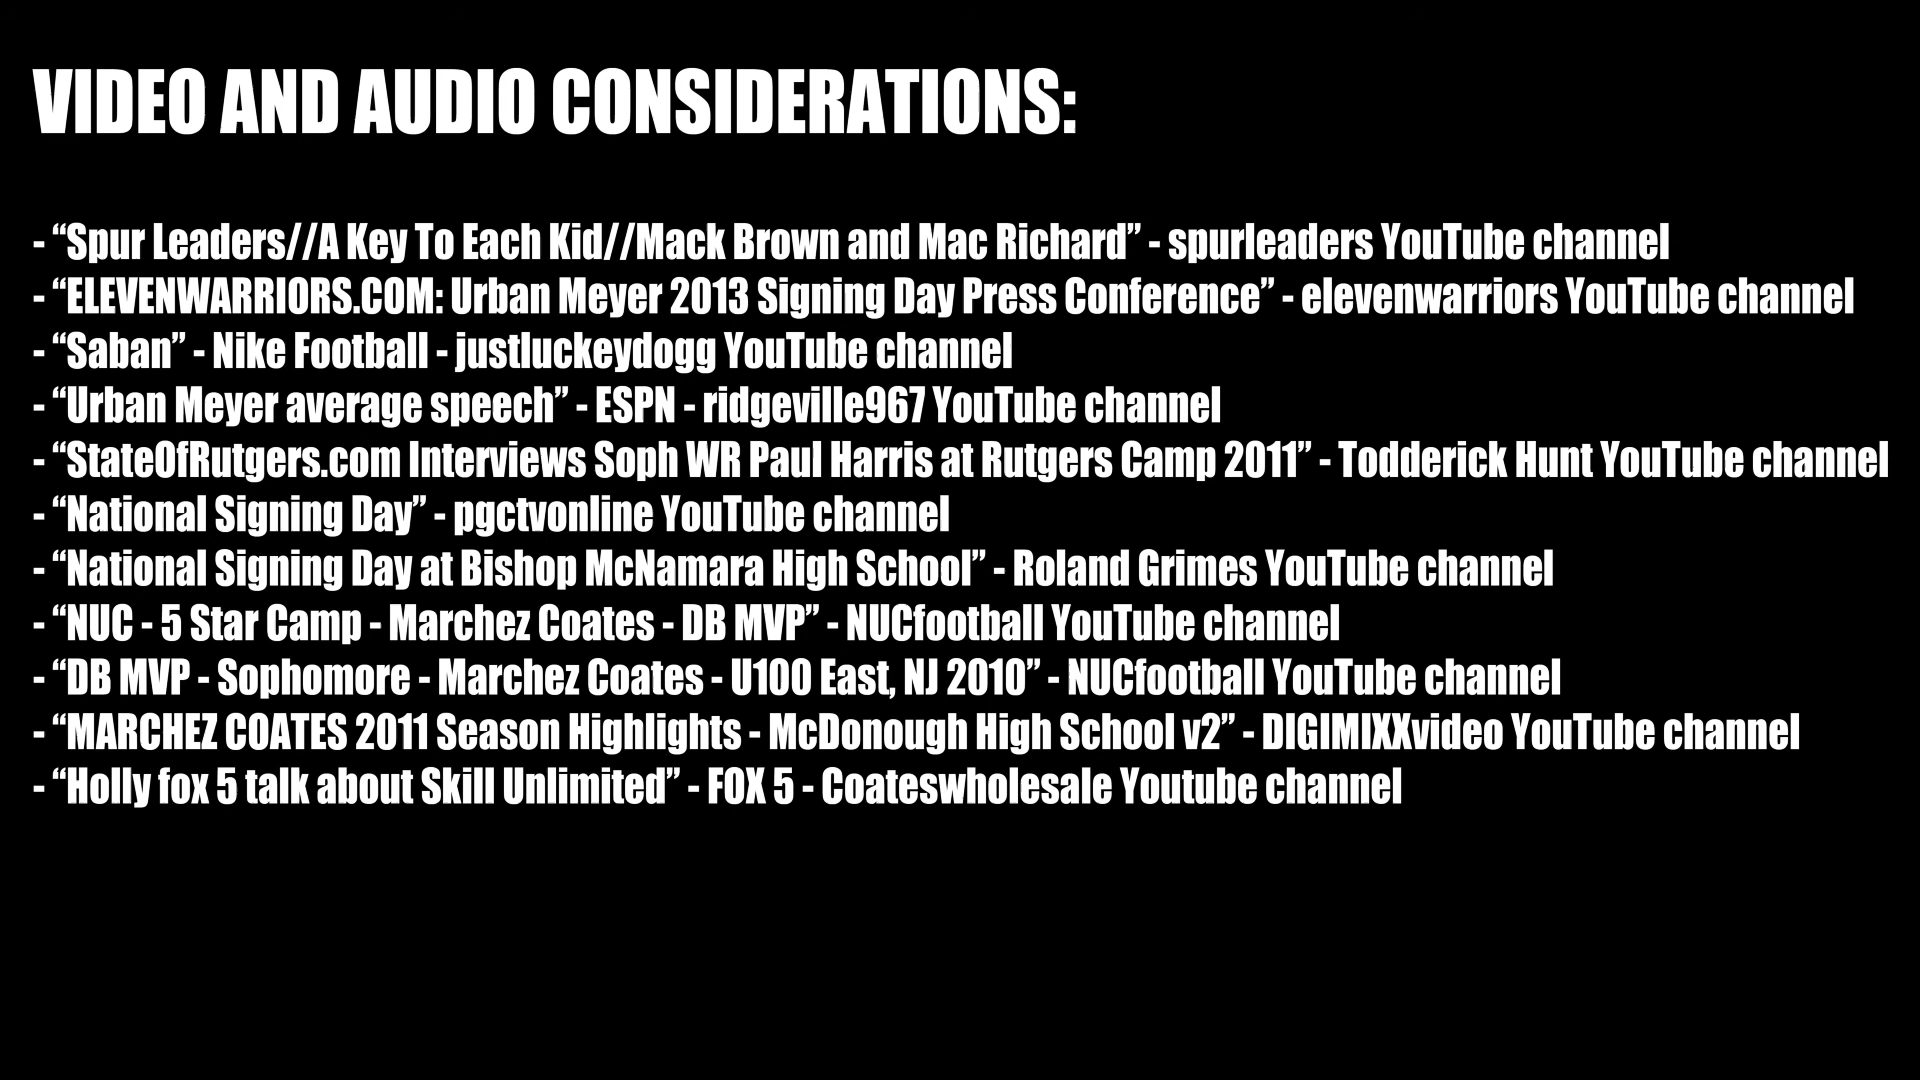 VIDEO AND AUDIO CONSIDERATIONS:
- “Spur Leaders//A Key To Each Kid//Mack Brown and Mac Richard” - spurleaders YouTube channel
- “ELEVENWARRIORS.COM: Urban Meyer 2013 Signing Day Press Conference” - elevenwarriors YouTube channel
- “Saban” - Nike Football - justluckeydogg YouTube channel
- “Urban Meyer average speech” - ESPN - ridgeville967 YouTube channel
- “StateOfRutgers.com Interviews Soph WR Paul Harris at Rutgers Camp 2011” - Todderick Hunt YouTube channel
- “National Signing Day” - pgctvonline YouTube channel
- “National Signing Day at Bishop McNamara High School” - Roland Grimes YouTube channel
- “NUC - 5 Star Camp - Marchez Coates - DB MVP” - NUCfootball YouTube channel
- “DB MVP - Sophomore - Marchez Coates - U100 East, NJ 2010” - NUCfootball YouTube channel
- “MARCHEZ COATES 2011 Season Highlights - McDonough High School v2” - DIGIMIXXvideo YouTube channel
- “Holly fox 5 talk about Skill Unlimited” - FOX 5 - Coateswholesale Youtube channel